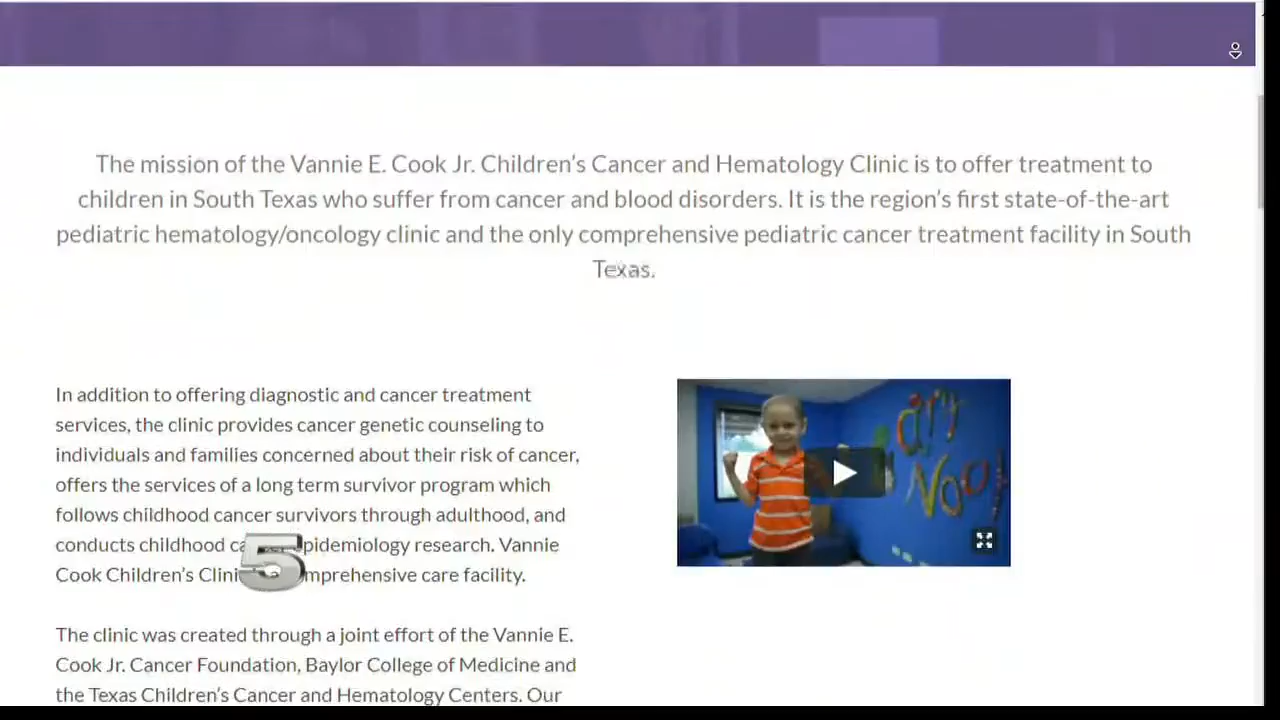 The mission of the Vannie E. Cook Jr. Children's Cancer and Hematology Clinic is to offer treatment to
children in South Texas who suffer from cancer and blood disorders. It is the region's first state-of-the-art
pediatric hematology/oncology clinic and the only comprehensive pediatric cancer treatment facility in South
Texas.
In addition to offering diagnostic and cancer treatment
services, the clinic provides cancer genetic counseling to
individuals and families concerned about their risk of cancer,
offers the services of a long term survivor program which
follows childhood cancer survivors through adulthood, and
conducts childhood epidemiology research. Vannie
Cook Children's comprehensive care facility.
5
The clinic was created through a joint effort of the Vannie E.
Cook Jr. Cancer Foundation, Baylor College of Medicine and
the Texas Children's Cancer and Hematology Centers. Our